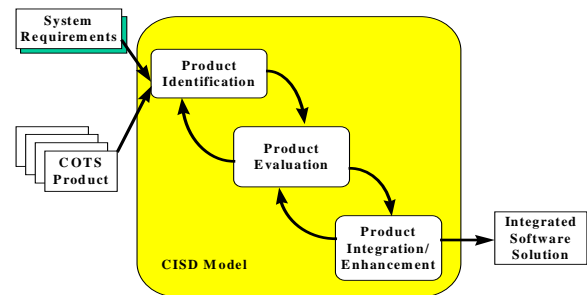 System
Requirements
COTS
Product
Product
Identification
Product
Evaluation
Product
Integration/
Enhancement
CISD Model
Integrated
Software
Solution